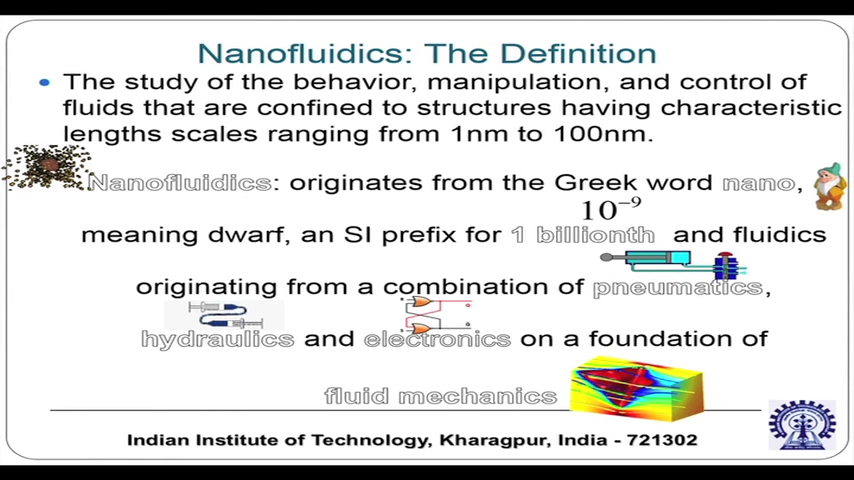 Nanofluidics: The Definition
• The study of the behavior, manipulation, and control of
fluids that are confined to structures having characteristic
lengths scales ranging from 1nm to 100nm.
Nanofluidics: originates from the Greek word nano,
10⁻⁹
meaning dwarf, an SI prefix for 1 billionth and fluidics
originating from a combination of pneumatics,
hydraulics and electronics on a foundation of
fluid mechanics
Indian Institute of Technology, Kharagpur, India - 721302